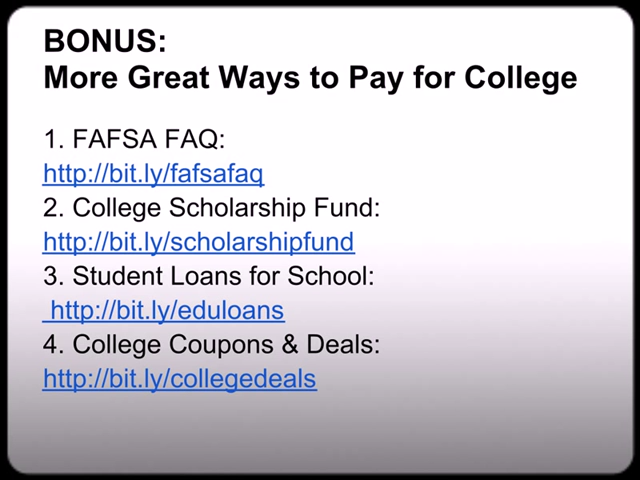 BONUS:
More Great Ways to Pay for College
1. FAFSA FAQ:
http://bit.ly/fafsafaq
2. College Scholarship Fund:
http://bit.ly/scholarshipfund
3. Student Loans for School:
http://bit.ly/eduloans
4. College Coupons & Deals:
http://bit.ly/collegedeals